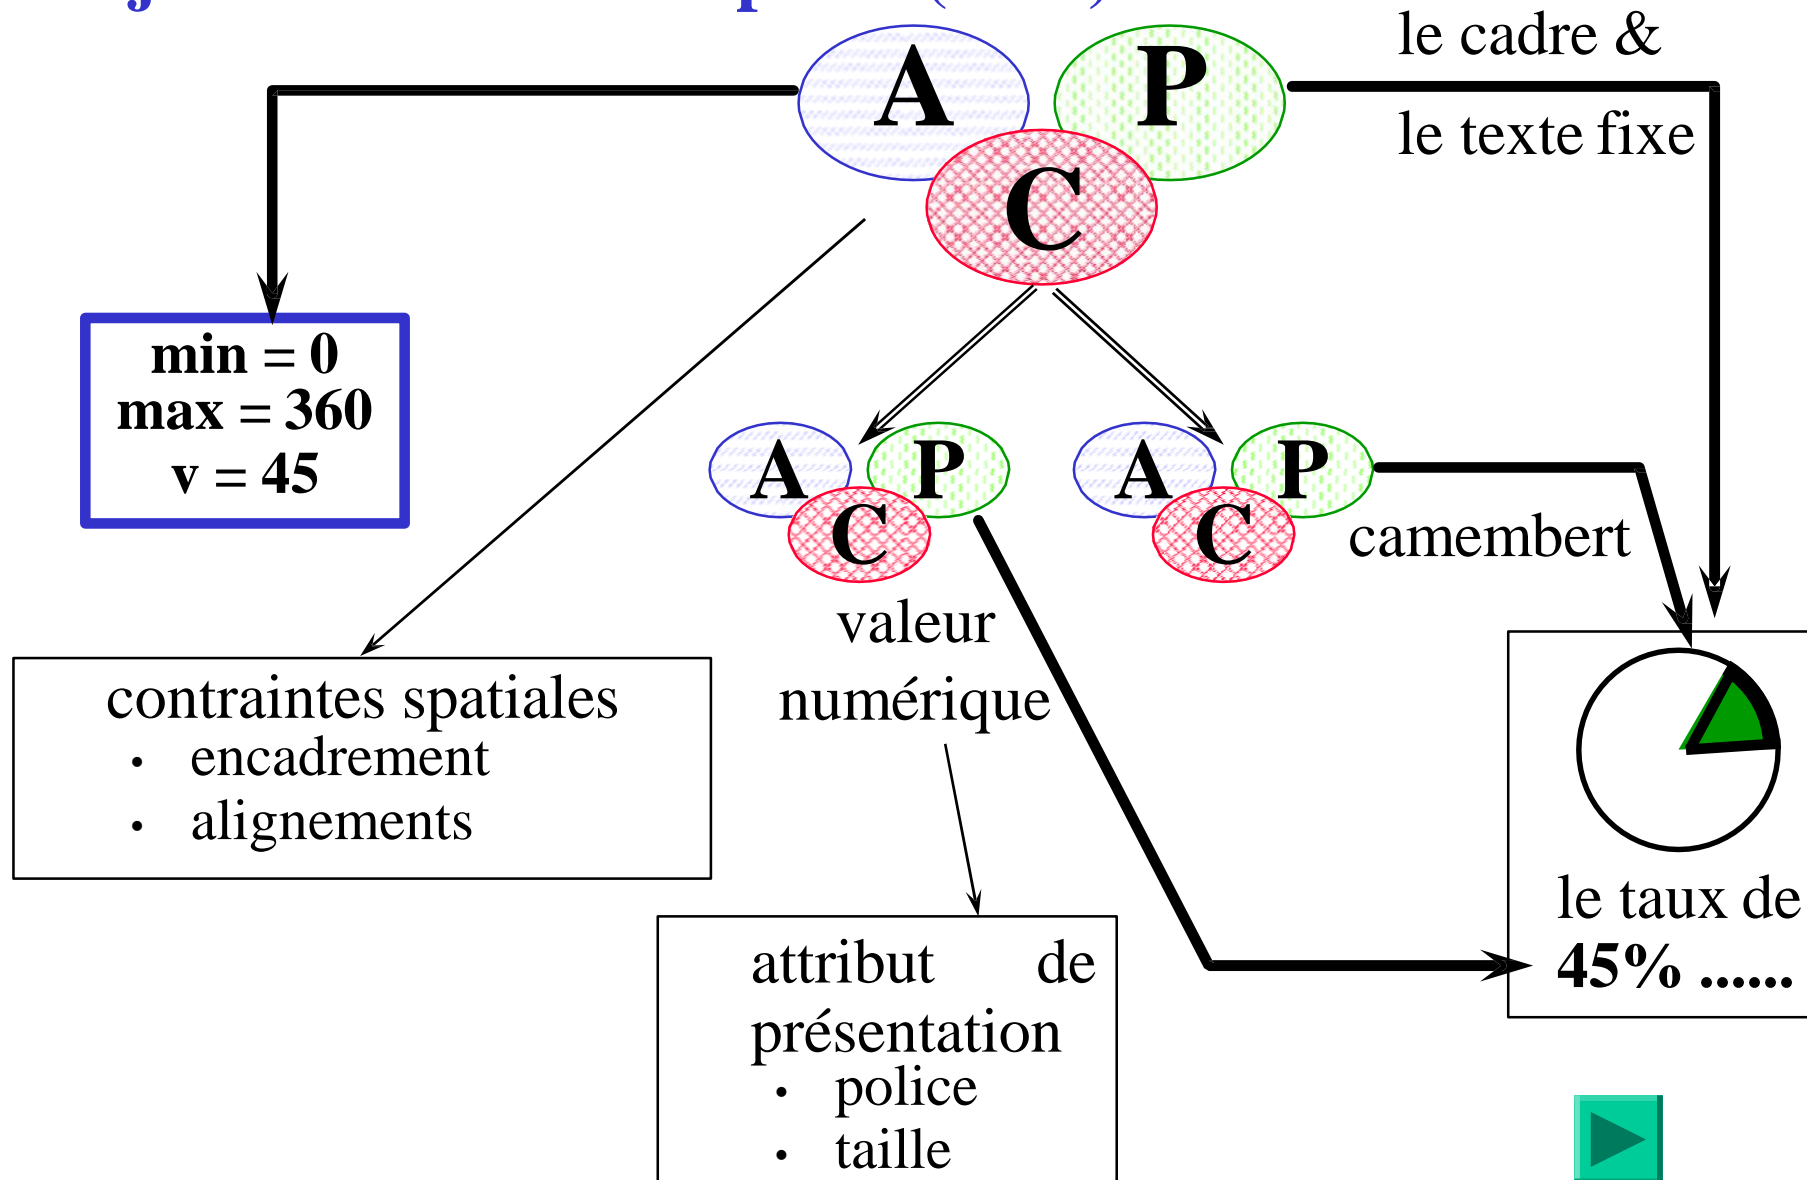 le cadre &
A P
le texte fixe
C
min = 0
max = 360
v = 45
A P
C
A P
C
camembert
valeur
numérique
contraintes spatiales
• encadrement
• alignements
le taux de
45% ......
attribut de
présentation
• police
• taille